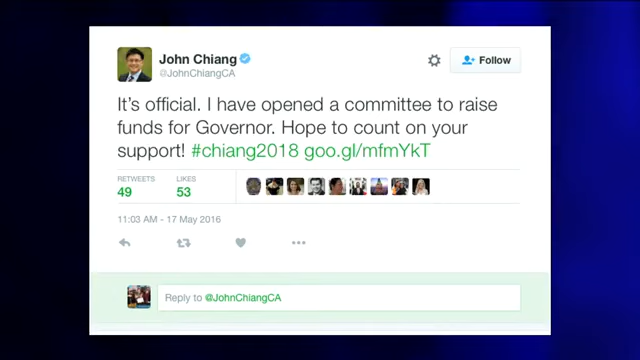 John Chiang
@JohnChiangCA
Follow
It's official. I have opened a committee to raise
funds for Governor. Hope to count on your
support! #chiang2018 goo.gl/mfmYkT
RETWEETS
LIKES
49
53
11:03 AM - 17 May 2016
Reply to @JohnChiangCA